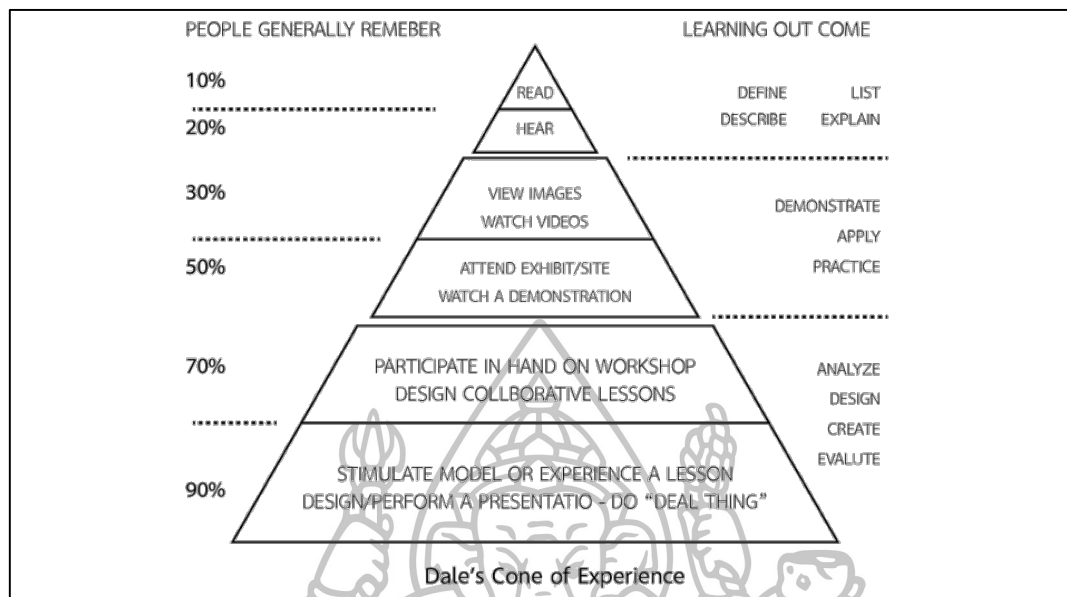 PEOPLE GENERALLY REMEBER
LEARNING OUT COME
10%
READ
DEFINE LIST
20%
HEAR
DESCRIBE EXPLAIN
30%
VIEW IMAGES
WATCH VIDEOS
DEMONSTRATE
APPLY
50%
ATTEND EXHIBIT/SITE
WATCH A DEMONSTRATION
PRACTICE
70%
PARTICIPATE IN HAND ON WORKSHOP
DESIGN COLLBORATIVE LESSONS
ANALYZE
DESIGN
CREATE
EVALUTE
90%
STIMULATE MODEL OR EXPERIENCE A LESSON
DESIGN/PERFORM A PRESENTATIO - DO “DEAL THING”
Dale's Cone of Experience